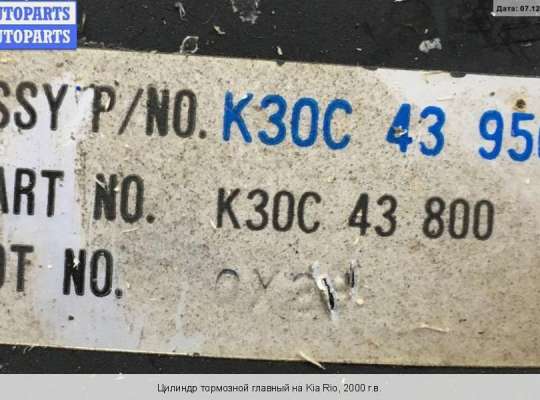 AUTOPARTS
AUTOPARTS
Дата: 07.12
SSY P/NO. K30C 43 95
ART NO. K30C 43 800
OT NO.
Цилиндр тормозной главный на Kia Rio, 2000 г.в.